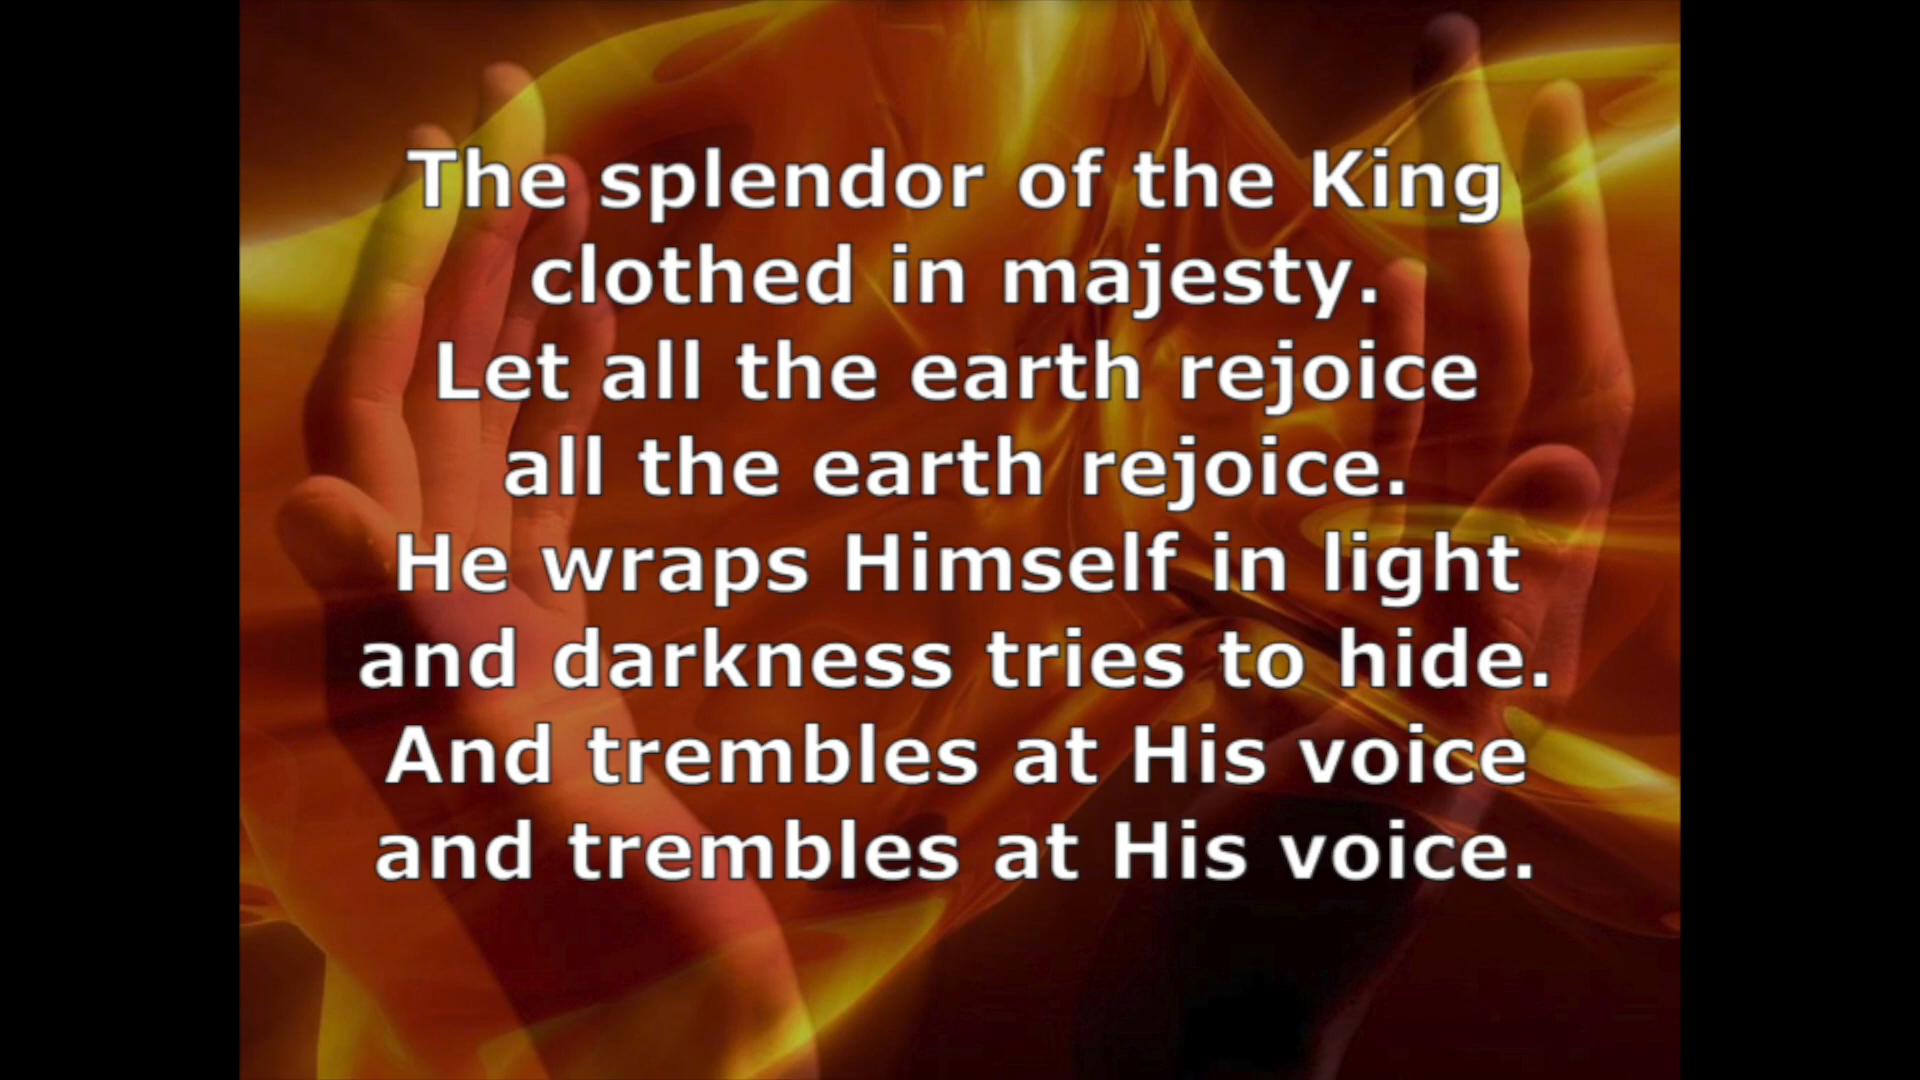 The splendor of the King
clothed in majesty.
Let all the earth rejoice
all the earth rejoice.
He wraps Himself in light
and darkness tries to hide.
And trembles at His voice
and trembles at His voice.